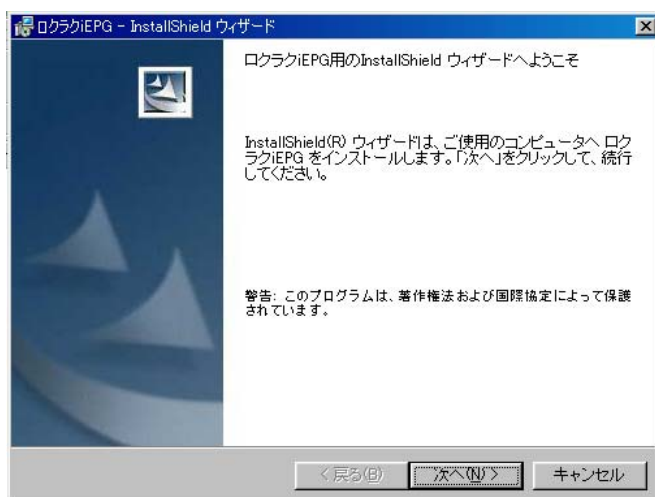 ロクラクiEPG - InstallShield ウィザード
ロクラクiEPG用のInstallShield ウィザードへようこそ
InstallShield(R) ウィザードは、ご使用のコンピュータへ ロク
ラクiEPG をインストールします。「次へ」をクリックして、続行
してください。
警告: このプログラムは、著作権法および国際協定によって保護
されています。
< 戻る(B)
次へ(N) >
キャンセル